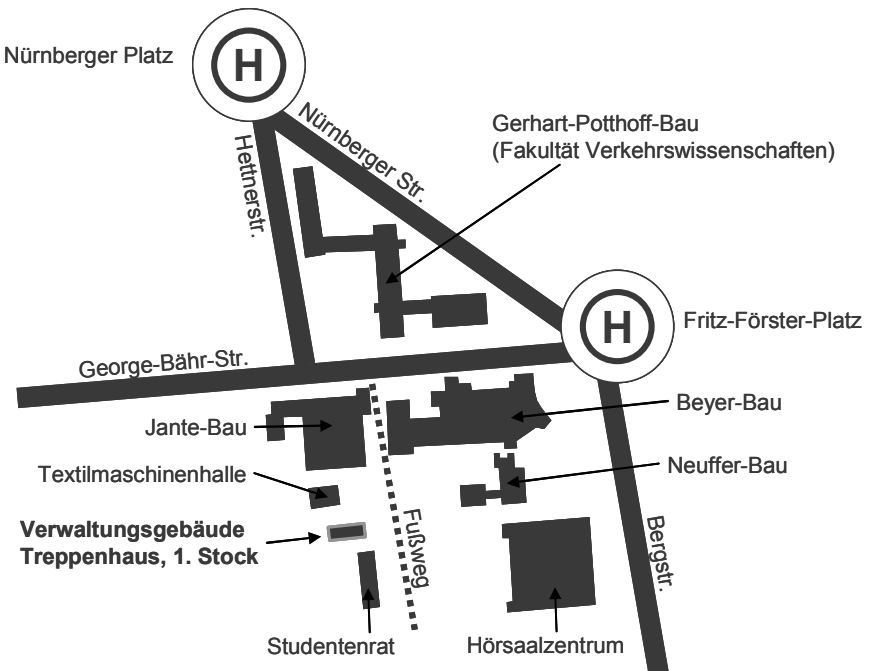 Nürnberger Platz
H
Nürnberger Str.
Hettnerstr.
Gerhart-Potthoff-Bau
(Fakultät Verkehrswissenschaften)
H
Fritz-Förster-Platz
George-Bähr-Str.
Jante-Bau
Beyer-Bau
Textilmaschinenhalle
Neuffer-Bau
Verwaltungsgebäude
Treppenhaus, 1. Stock
Fußweg
Bergstr.
Studentenrat
Hörsaalzentrum